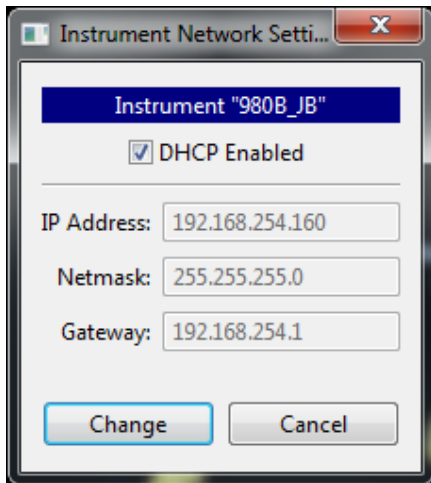 Instrument Network Setti...
Instrument "980B_JB"
DHCP Enabled
IP Address: 192.168.254.160
Netmask: 255.255.255.0
Gateway: 192.168.254.1
Change Cancel